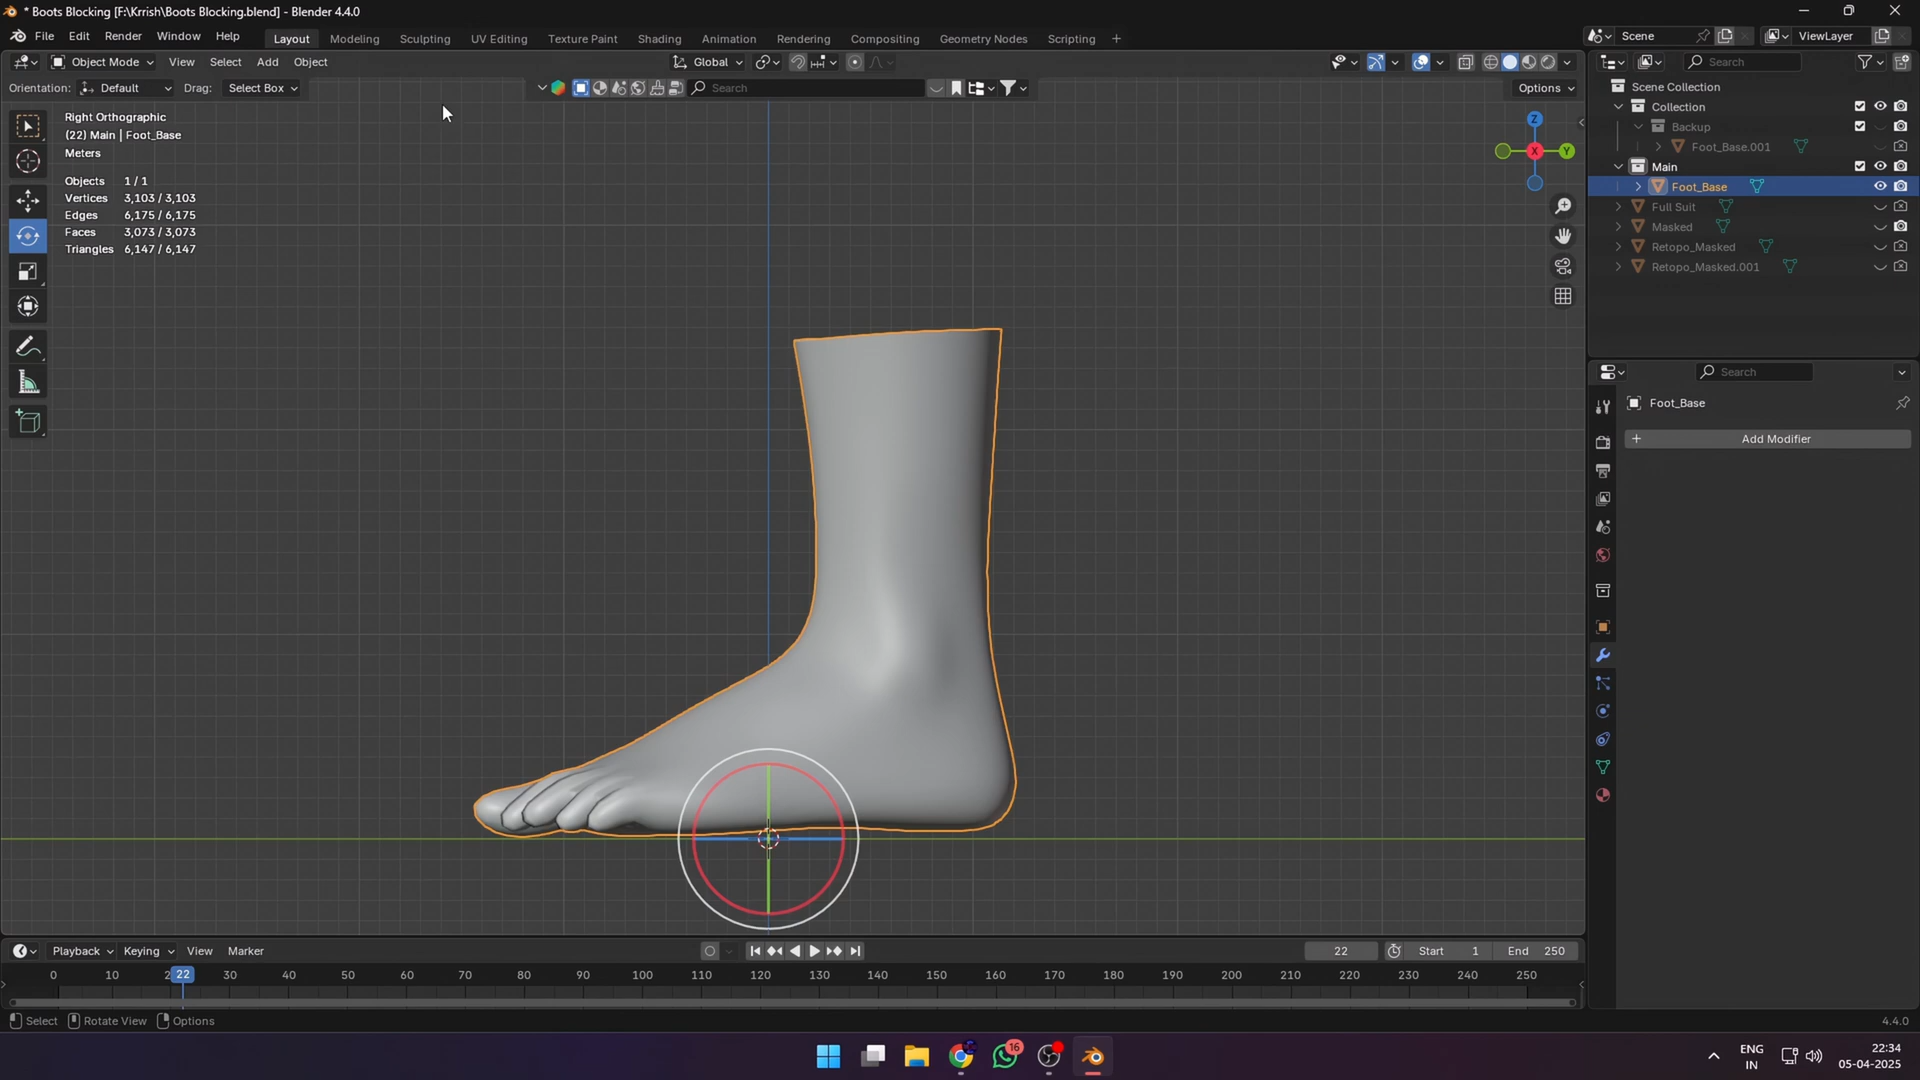 * Boots Blocking [F:\Krrish\Boots Blocking.blend] - Blender 4.4.0
File Edit Render Window Help
Layout Modeling Sculpting UV Editing Texture Paint Shading Animation Rendering Compositing Geometry Nodes Scripting +
Scene ViewLayer
Object Mode View Select Add Object
Global
Search
Orientation: Default Drag: Select Box
Search
Options
Right Orthographic
(22) Main | Foot_Base
Meters
Objects 1 / 1
Vertices 3,103 / 3,103
Edges 6,175 / 6,175
Faces 3,073 / 3,073
Triangles 6,147 / 6,147
Z
X
Y
Scene Collection
Collection
Backup
Foot_Base.001
Main
Foot_Base
Full Suit
Masked
Retopo_Masked
Retopo_Masked.001
Search
Foot_Base
+ Add Modifier
Playback Keying View Marker
22 Start 1 End 250
0 10 2 22 30 40 50 60 70 80 90 100 110 120 130 140 150 160 170 180 190 200 210 220 230 240 250
Select Rotate View Options
4.4.0
16
ENG
IN
22:34
05-04-2025